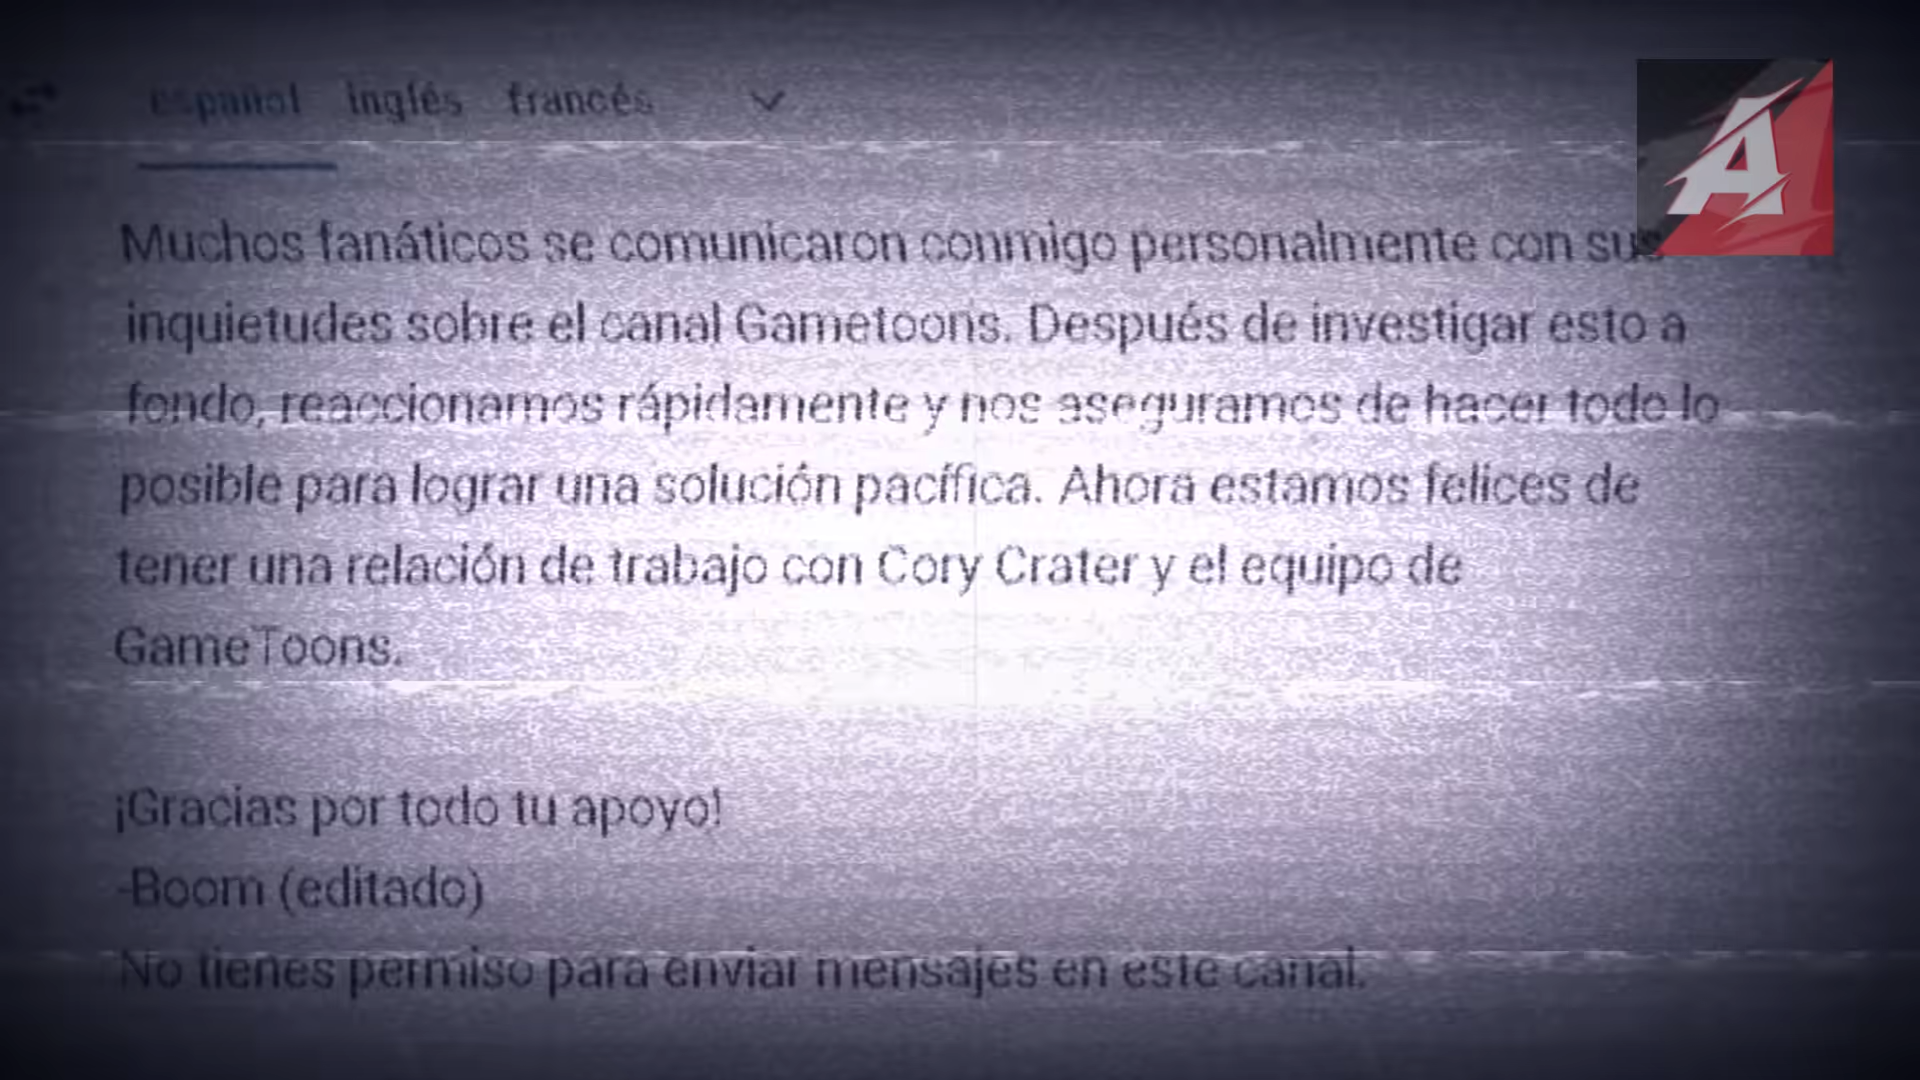 español inglés francés
Muchos fanáticos se comunicaron conmigo personalmente con sus
inquietudes sobre el canal Gametoons. Después de investigar esto a
fondo, reaccionamos rápidamente y nos aseguramos de hacer todo lo
posible para lograr una solución pacífica. Ahora estamos felices de
tener una relación de trabajo con Cory Crater y el equipo de
GameToons.
¡Gracias por todo tu apoyo!
-Boom (editado)
No tienes permiso para enviar mensajes en este canal.
A